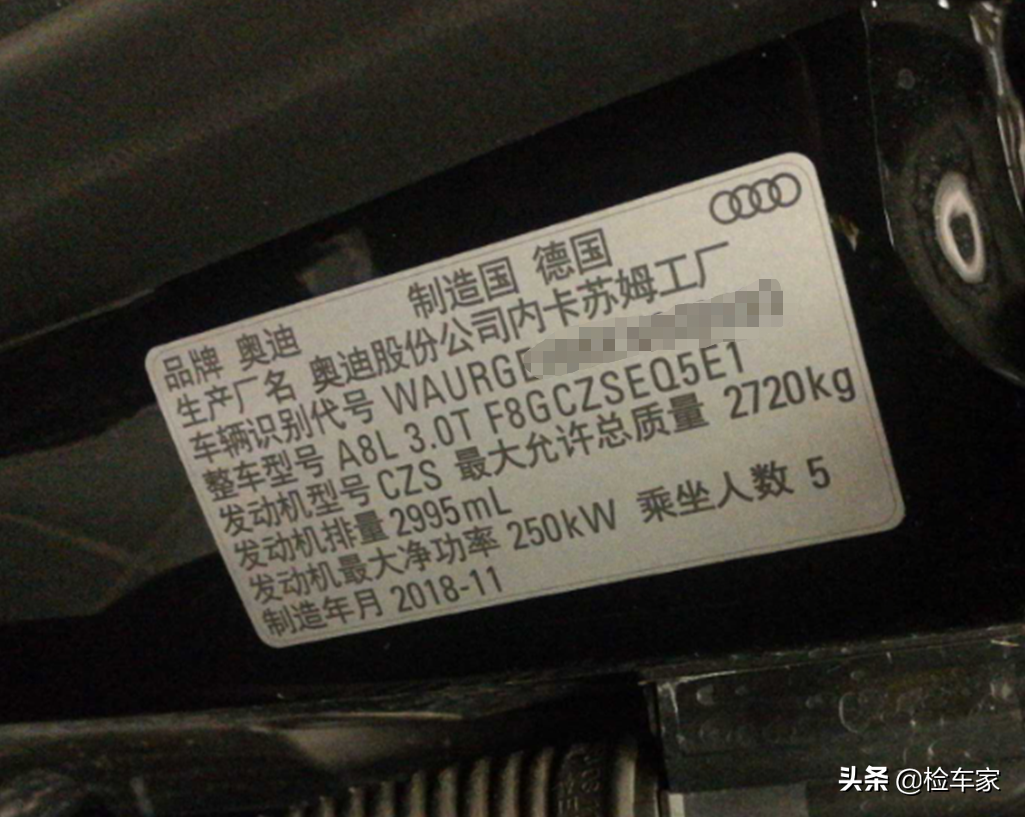 品牌 奥迪 制造国 德国
生产厂名 奥迪股份公司内卡苏姆工厂
车辆识别代号 WAURGE
整车型号 A8L 3.0T F8GCZSEQ5E1
发动机型号 CZS 最大允许总质量 2720kg
发动机排量 2995mL
发动机最大净功率 250kW 乘坐人数 5
制造年月 2018-11
头条 @检车家